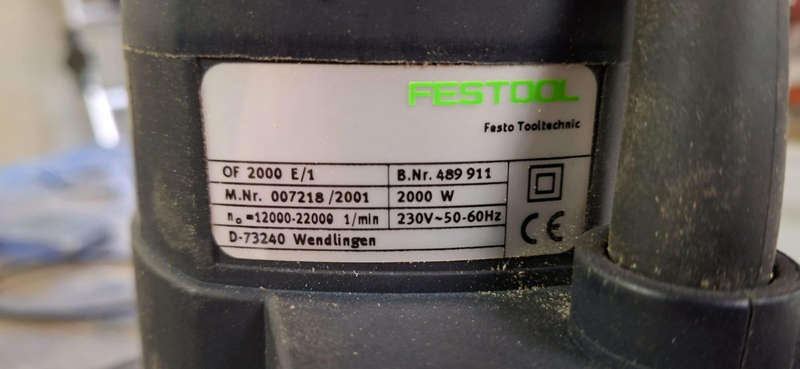 FESTOOL
Festo Tooltechnic
OF 2000 E/1 B.Nr. 489 911
M.Nr. 007218 /2001 2000 W
n₀ =12000-22000 1/min 230V~50-60Hz
D-73240 Wendlingen
CE